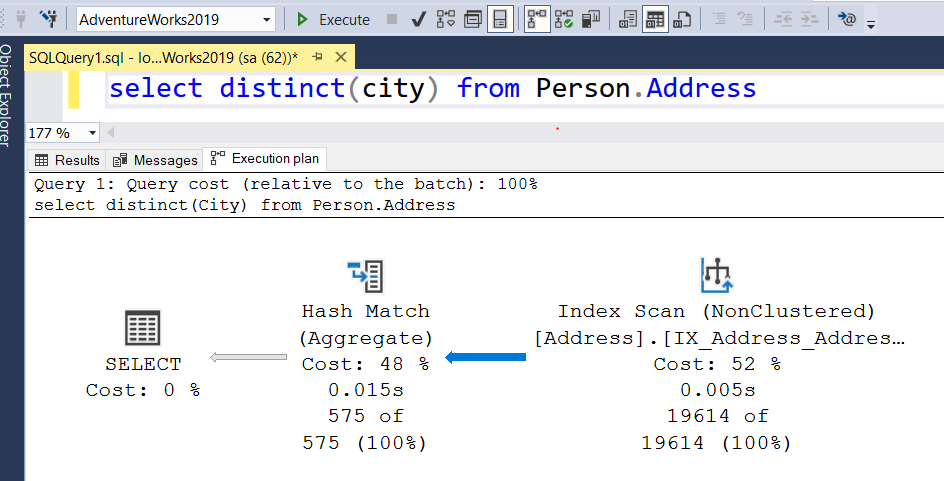 AdventureWorks2019
Execute
Object Explorer
SQLQuery1.sql - lo...Works2019 (sa (62))*
select distinct(city) from Person.Address
177 %
Results
Messages
Execution plan
Query 1: Query cost (relative to the batch): 100%
select distinct(City) from Person.Address
SELECT
Cost: 0 %
Hash Match
(Aggregate)
Cost: 48 %
0.015s
575 of
575 (100%)
Index Scan (NonClustered)
[Address].[IX_Address_Addres…
Cost: 52 %
0.005s
19614 of
19614 (100%)